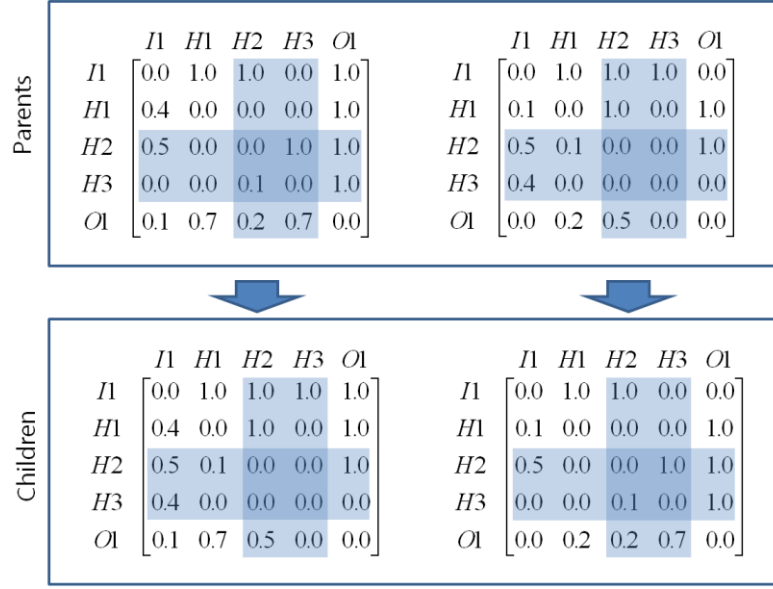 Parents
I1 H1 H2 H3 O1 I1 H1 H2 H3 O1
I1 0.0 1.0 1.0 0.0 1.0 I1 0.0 1.0 1.0 1.0 0.0
H1 0.4 0.0 0.0 0.0 1.0 H1 0.1 0.0 1.0 0.0 1.0
H2 0.5 0.0 0.0 1.0 1.0 H2 0.5 0.1 0.0 0.0 1.0
H3 0.0 0.0 0.1 0.0 1.0 H3 0.4 0.0 0.0 0.0 0.0
O1 0.1 0.7 0.2 0.7 0.0 O1 0.0 0.2 0.5 0.0 0.0
Children
I1 H1 H2 H3 O1 I1 H1 H2 H3 O1
I1 0.0 1.0 1.0 1.0 1.0 I1 0.0 1.0 1.0 0.0 0.0
H1 0.4 0.0 1.0 0.0 1.0 H1 0.1 0.0 0.0 0.0 1.0
H2 0.5 0.1 0.0 0.0 1.0 H2 0.5 0.0 0.0 1.0 1.0
H3 0.4 0.0 0.0 0.0 0.0 H3 0.0 0.0 0.1 0.0 1.0
O1 0.1 0.7 0.5 0.0 0.0 O1 0.0 0.2 0.2 0.7 0.0